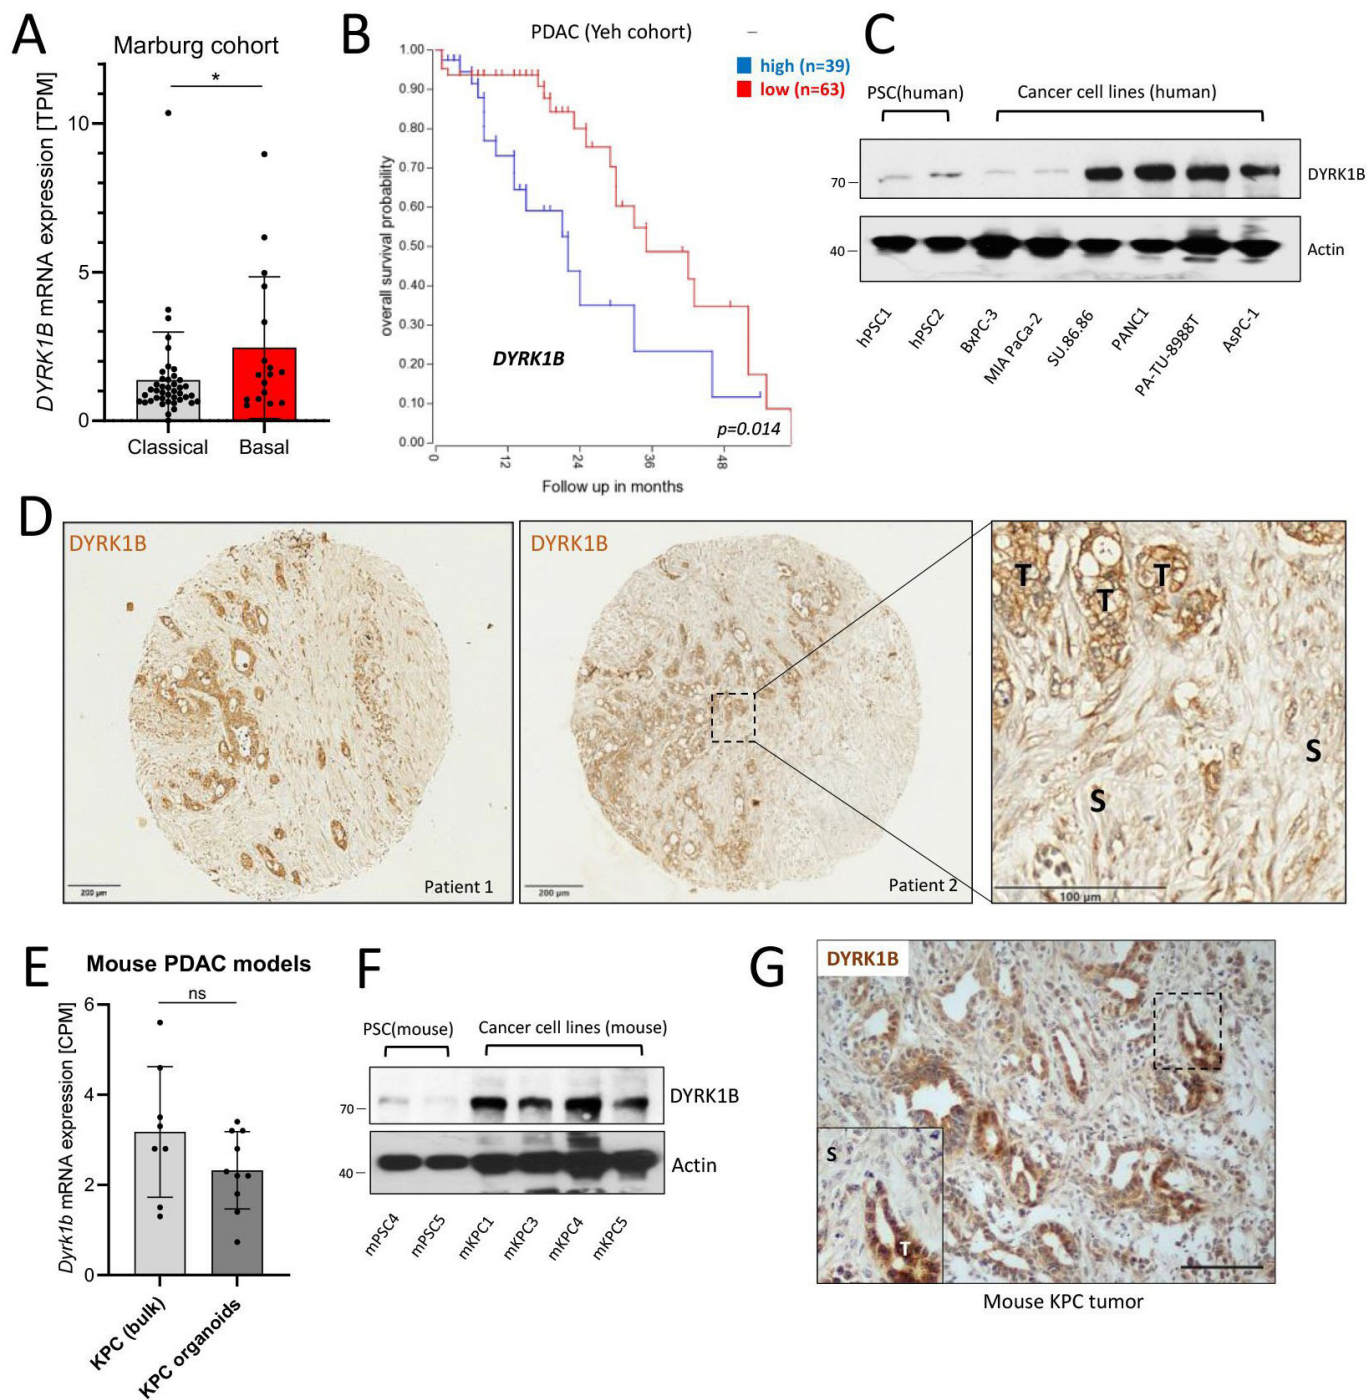 A
Marburg cohort
*
DYRK1B mRNA expression [TPM]
10
5
0
Classical
Basal
B
PDAC (Yeh cohort)
high (n=39)
low (n=63)
overall survival probability
1.00
0.90
0.80
0.70
0.60
0.50
0.40
0.30
0.20
0.10
0.00
DYRK1B
p=0.014
0
12
24
36
48
Follow up in months
C
PSC(human)
Cancer cell lines (human)
70
DYRK1B
40
Actin
hPSC1
hPSC2
BxPC-3
MIA PaCa-2
SU.86.86
PANC1
PA-TU-8988T
AsPC-1
D
DYRK1B
200 µm
Patient 1
DYRK1B
200 µm
Patient 2
T
T
T
S
S
100 µm
E
Mouse PDAC models
ns
Dyrk1b mRNA expression [CPM]
6
4
2
0
KPC (bulk)
KPC organoids
F
PSC(mouse)
Cancer cell lines (mouse)
70
DYRK1B
40
Actin
mPSC4
mPSC5
mKPC1
mKPC3
mKPC4
mKPC5
G
DYRK1B
S
T
Mouse KPC tumor